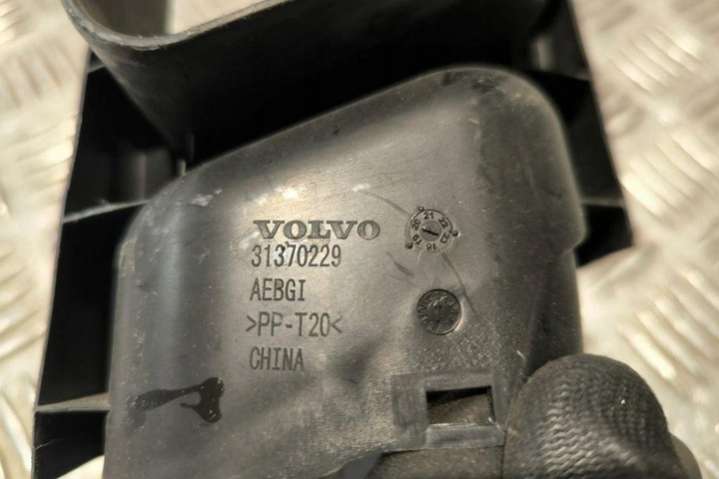 VOLVO
31370229
AEBGI
>PP-T20<
CHINA